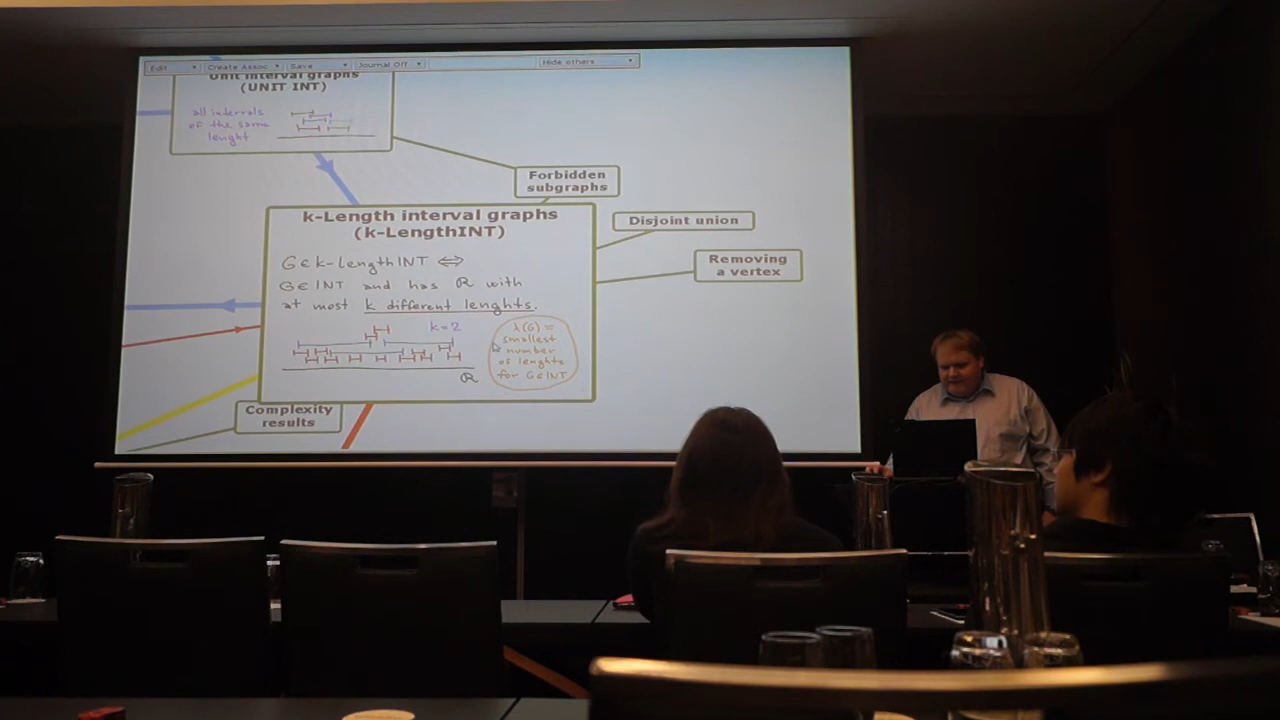 Edit
Create Assoc
Save
Journal Off
Hide others
Unit interval graphs
(UNIT INT)
all intervals
of the same
lenght
Forbidden
subgraphs
k-Length interval graphs
(k-LengthINT)
Disjoint union
Removing
a vertex
G∈k-lengthINT ⇔
G∈INT and has R with
at most k different lenghts.
k=2
λ(G) =
smallest
number
of lenghts
for G∈INT
R
Complexity
results